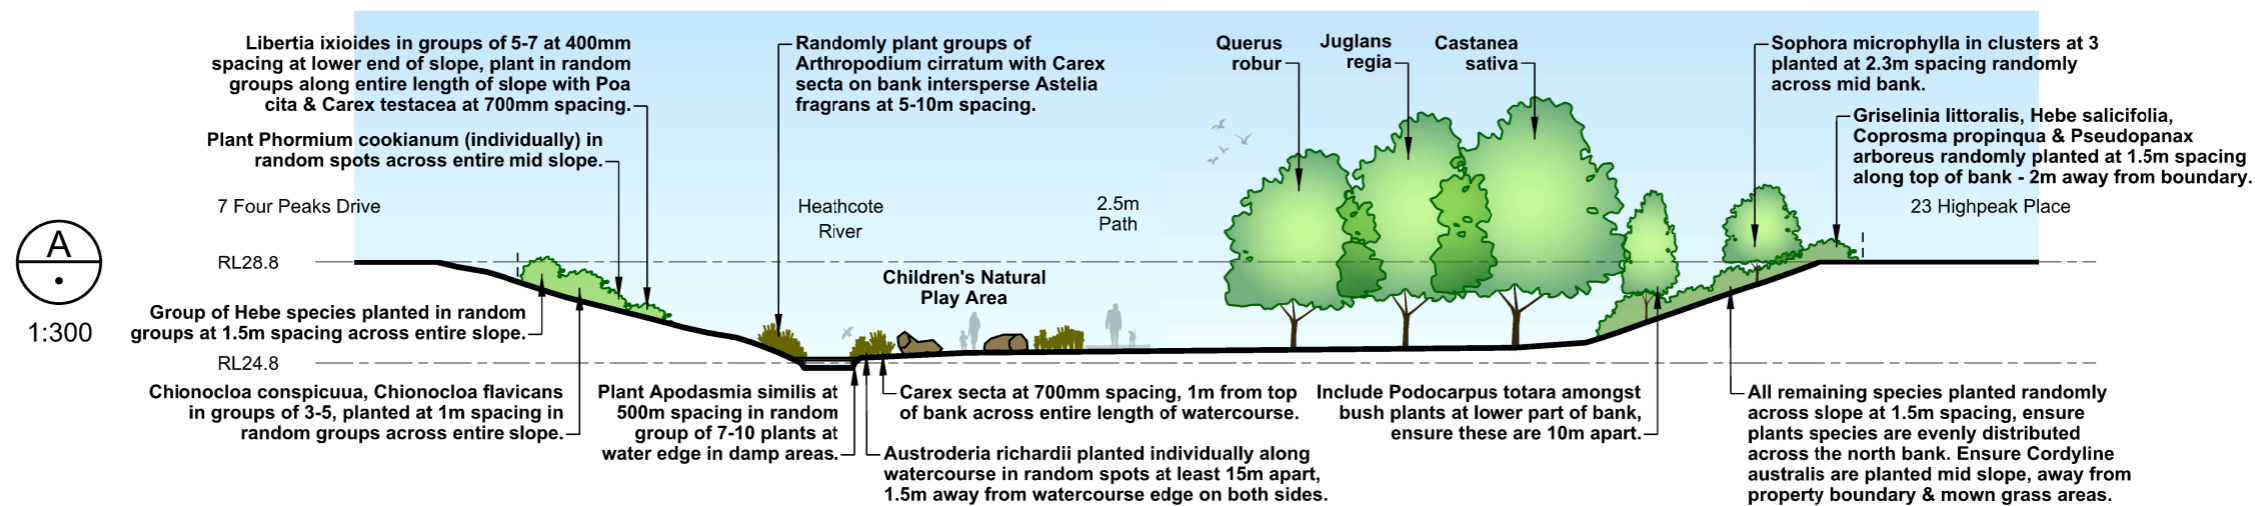 Libertia ixioides in groups of 5-7 at 400mm
spacing at lower end of slope, plant in random
groups along entire length of slope with Poa
cita & Carex testacea at 700mm spacing.
Plant Phormium cookianum (individually) in
random spots across entire mid slope.
Randomly plant groups of
Arthropodium cirratum with Carex
secta on bank intersperse Astelia
fragrans at 5-10m spacing.
Querus
robur
Juglans
regia
Castanea
sativa
Sophora microphylla in clusters at 3
planted at 2.3m spacing randomly
across mid bank.
Griselinia littoralis, Hebe salicifolia,
Coprosma propinqua & Pseudopanax
arboreus randomly planted at 1.5m spacing
along top of bank - 2m away from boundary.
7 Four Peaks Drive
Heathcote
River
2.5m
Path
23 Highpeak Place
A
1:300
RL28.8
Children's Natural
Play Area
Group of Hebe species planted in random
groups at 1.5m spacing across entire slope.
RL24.8
Chionocloa conspicuua, Chionocloa flavicans
in groups of 3-5, planted at 1m spacing in
random groups across entire slope.
Plant Apodasmia similis at
500m spacing in random
group of 7-10 plants at
water edge in damp areas.
Carex secta at 700mm spacing, 1m from top
of bank across entire length of watercourse.
Austroderia richardii planted individually along
watercourse in random spots at least 15m apart,
1.5m away from watercourse edge on both sides.
Include Podocarpus totara amongst
bush plants at lower part of bank,
ensure these are 10m apart.
All remaining species planted randomly
across slope at 1.5m spacing, ensure
plants species are evenly distributed
across the north bank. Ensure Cordyline
australis are planted mid slope, away from
property boundary & mown grass areas.